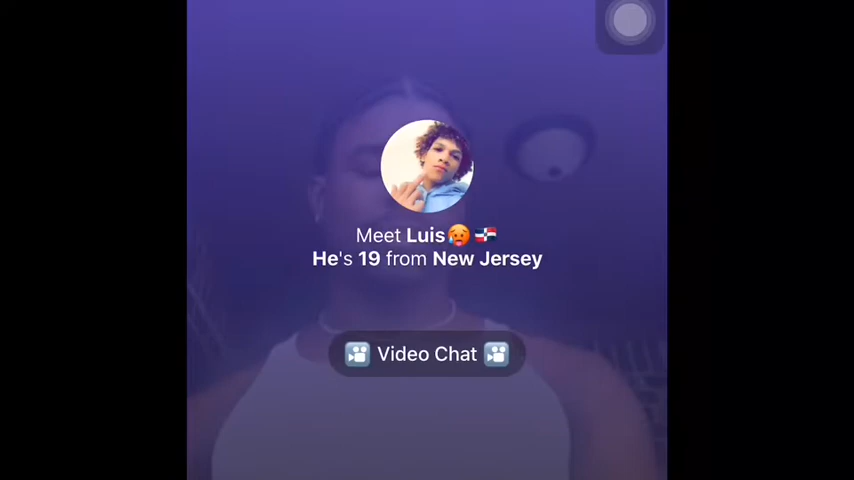 Meet Luis🥵🇩🇴
He's 19 from New Jersey
🎦 Video Chat 🎦